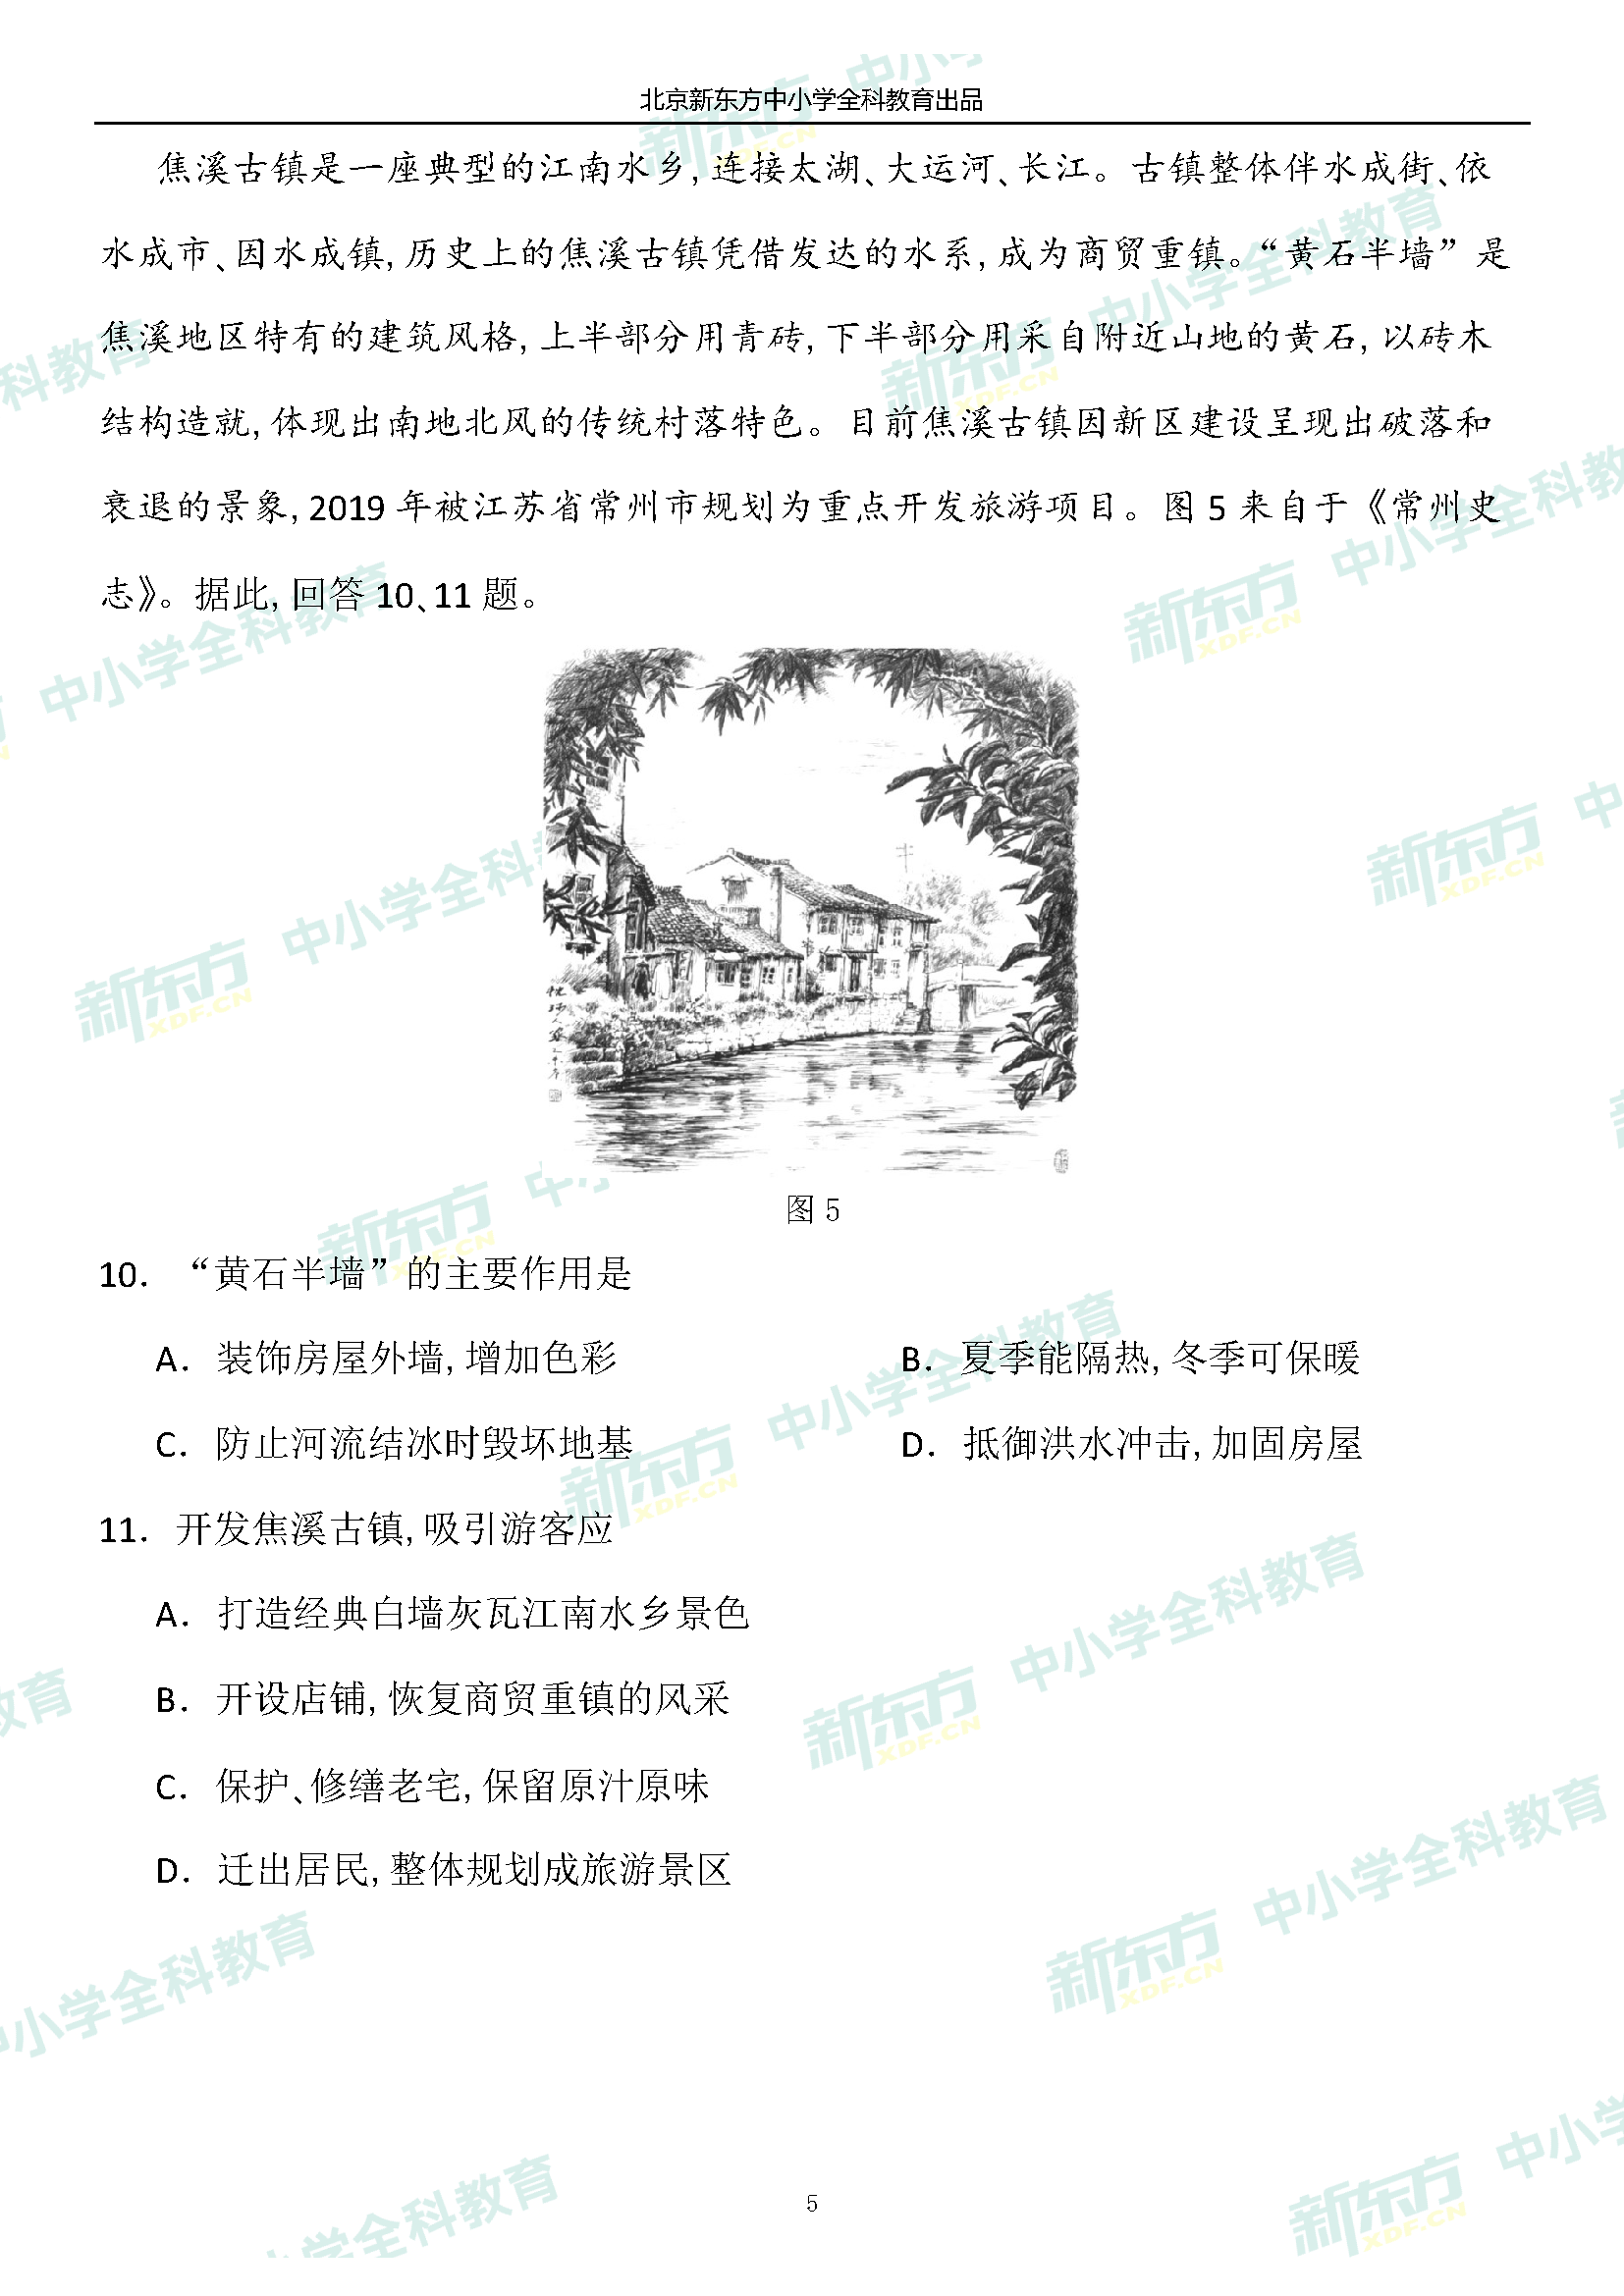 北京新东方中小学全科教育出品
焦溪古镇是一座典型的江南水乡,连接太湖、大运河、长江。古镇整体伴水成街、依
水成市、因水成镇,历史上的焦溪古镇凭借发达的水系,成为商贸重镇。“黄石半墙”是
焦溪地区特有的建筑风格,上半部分用青砖,下半部分用采自附近山地的黄石,以砖木
结构造就,体现出南地北风的传统村落特色。目前焦溪古镇因新区建设呈现出破落和
衰退的景象,2019 年被江苏省常州市规划为重点开发旅游项目。图 5 来自于《常州史
志》。据此,回答 10、11 题。
图 5
10. “黄石半墙”的主要作用是
A. 装饰房屋外墙,增加色彩 B. 夏季能隔热,冬季可保暖
C. 防止河流结冰时毁坏地基 D. 抵御洪水冲击,加固房屋
11. 开发焦溪古镇,吸引游客应
A. 打造经典白墙灰瓦江南水乡景色
B. 开设店铺,恢复商贸重镇的风采
C. 保护、修缮老宅,保留原汁原味
D. 迁出居民,整体规划成旅游景区
5
新东方 XDF.CN 中小学全科教育